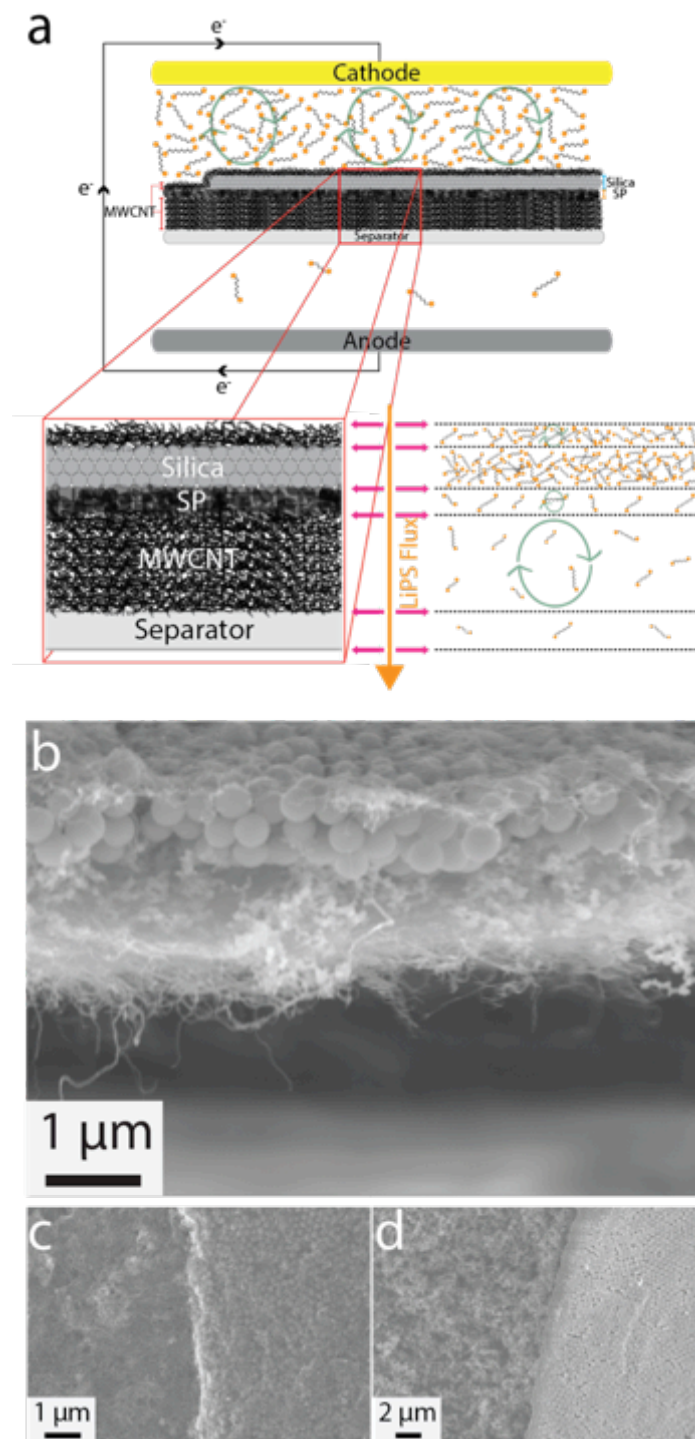 a
e-
Cathode
e-
Silica
SP
MWCNT
Separator
Anode
e-
Silica
SP
MWCNT
Separator
LiPS Flux
b
1 µm
c
d
1 µm
2 µm